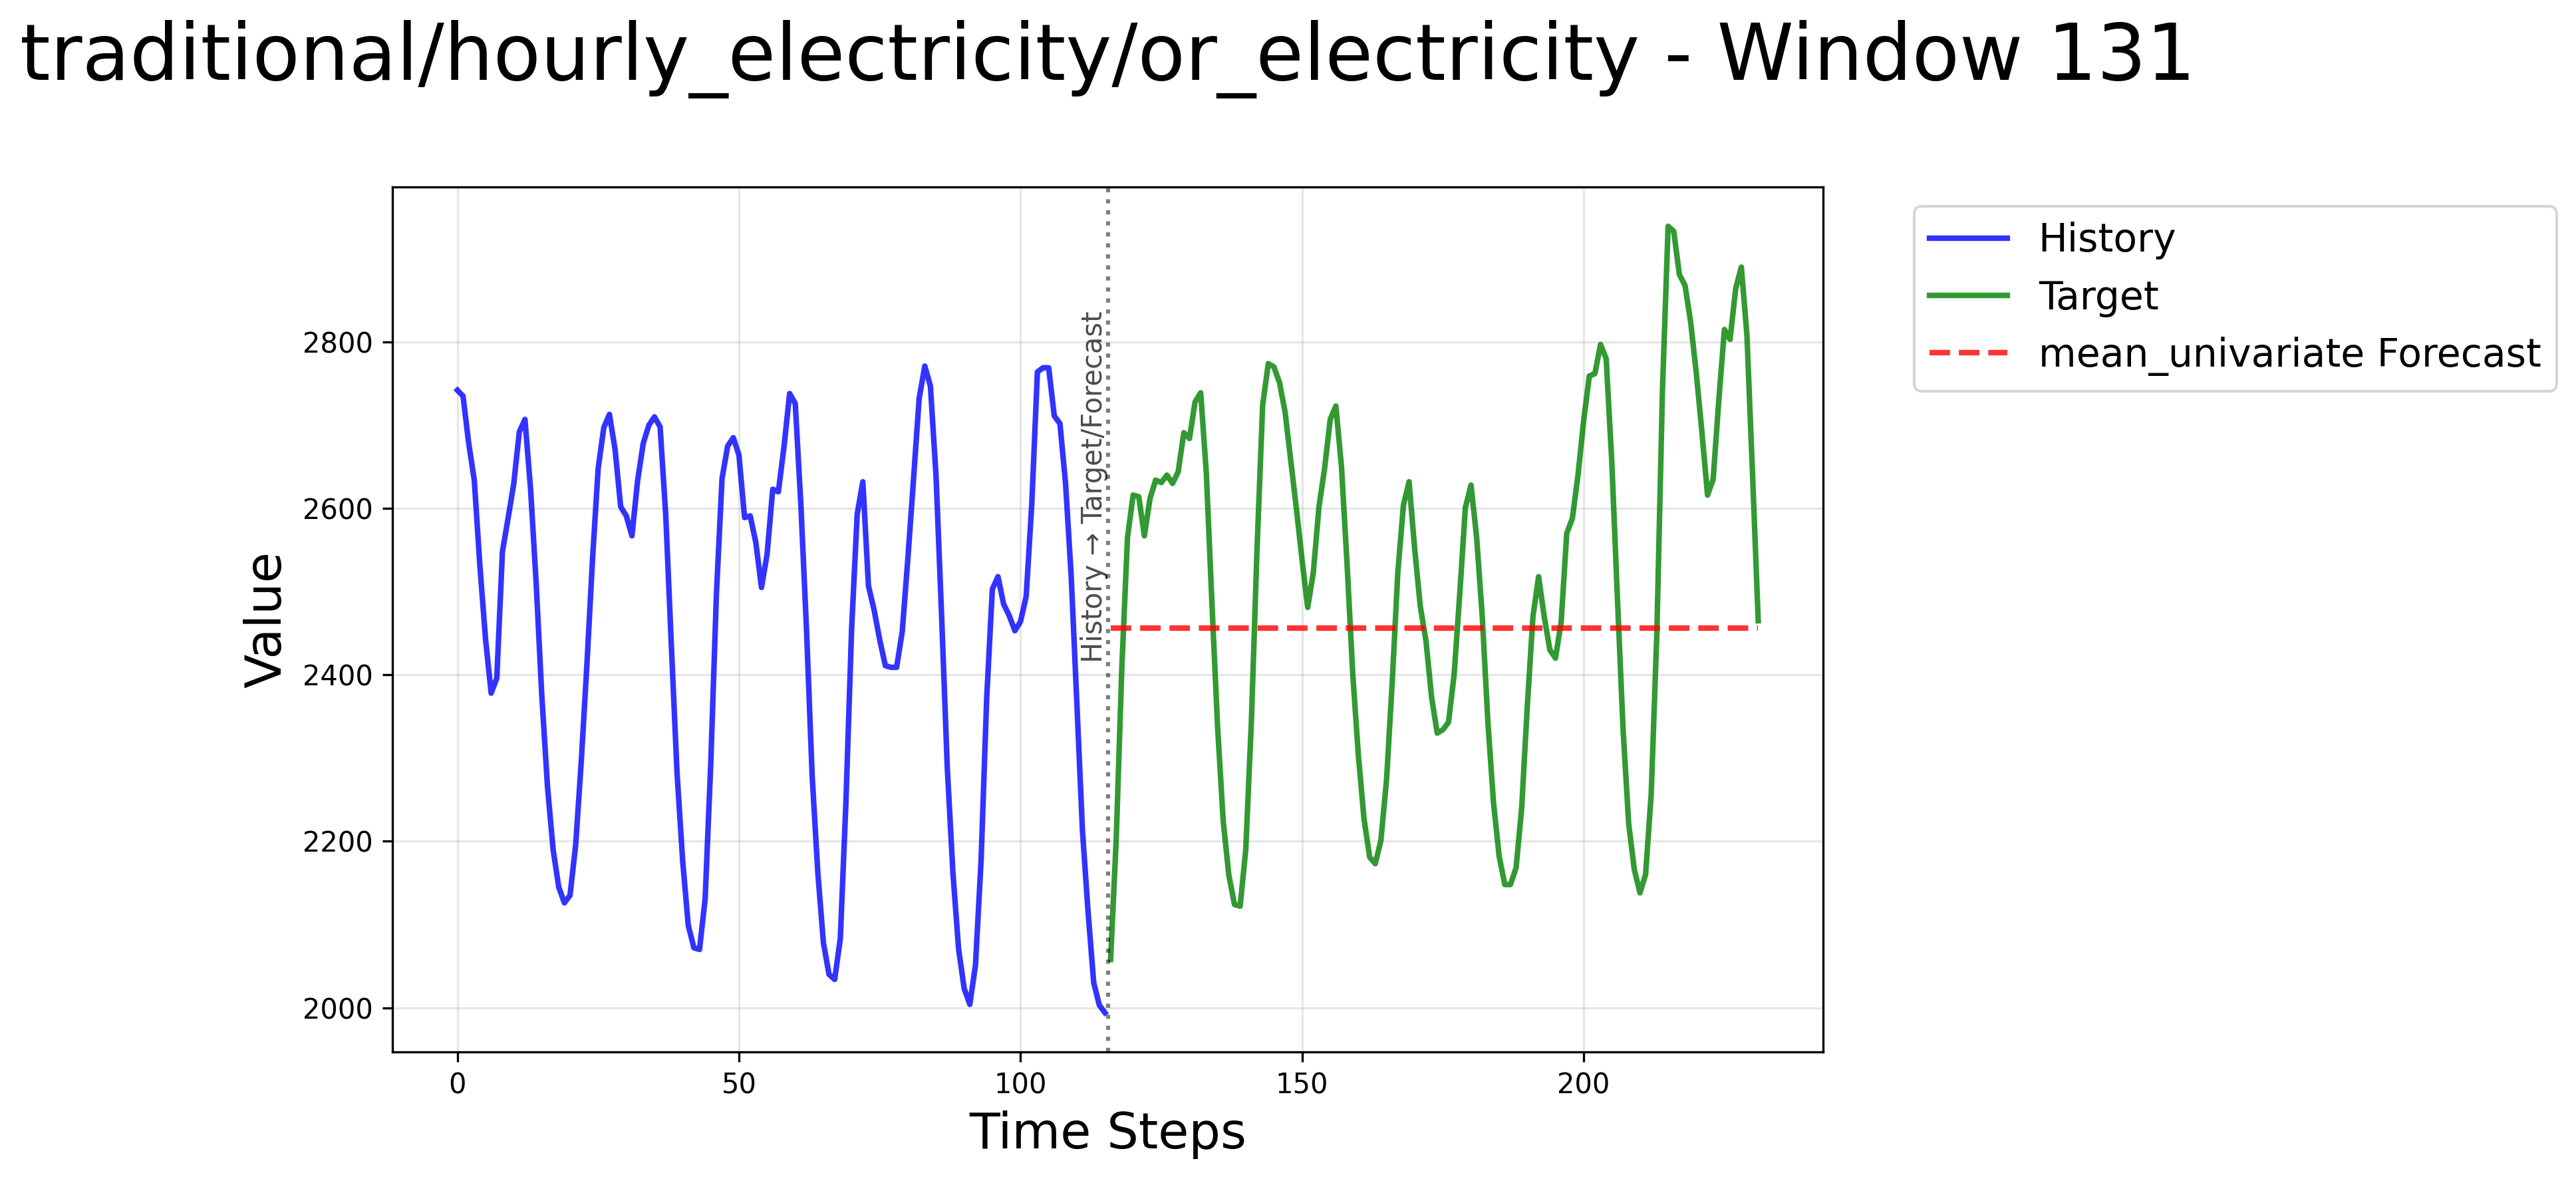 traditional/hourly_electricity/or_electricity - Window 131
History
Target
mean_univariate Forecast
History → Target/Forecast
Value
2800
2600
2400
2200
2000
0
50
100
150
200
Time Steps